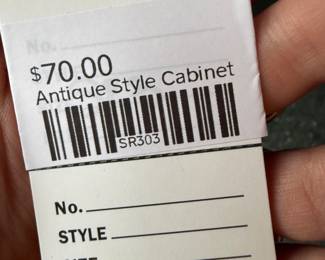 No.
$70.00
Antique Style Cabinet
SR303
No.
STYLE